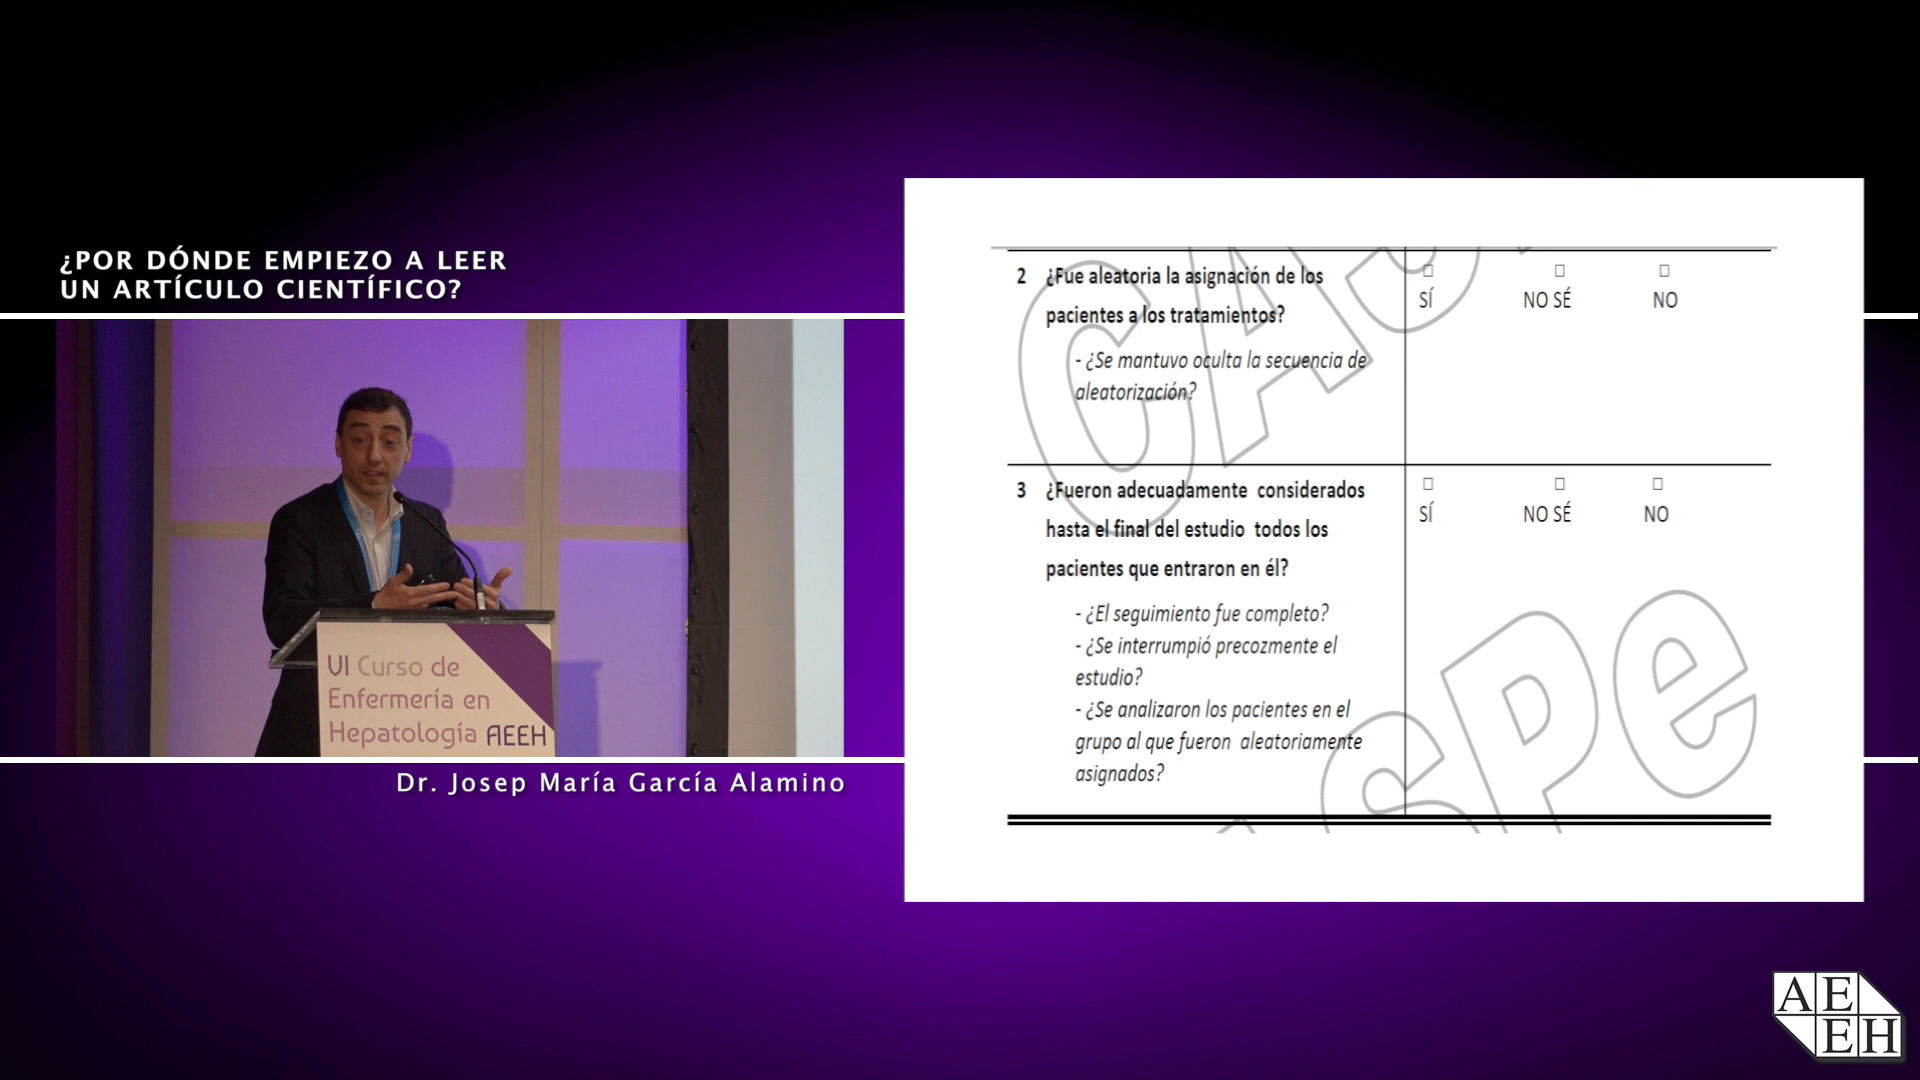 ¿POR DÓNDE EMPIEZO A LEER
UN ARTÍCULO CIENTÍFICO?
VI Curso de
Enfermería en
Hepatología AEEH
Dr. Josep María García Alamino
2 ¿Fue aleatoria la asignación de los
pacientes a los tratamientos?
- ¿Se mantuvo oculta la secuencia de
aleatorización?
SÍ NO SÉ NO
3 ¿Fueron adecuadamente considerados
hasta el final del estudio todos los
pacientes que entraron en él?
- ¿El seguimiento fue completo?
- ¿Se interrumpió precozmente el
estudio?
- ¿Se analizaron los pacientes en el
grupo al que fueron aleatoriamente
asignados?
SÍ NO SÉ NO
CASPe
AE
EH